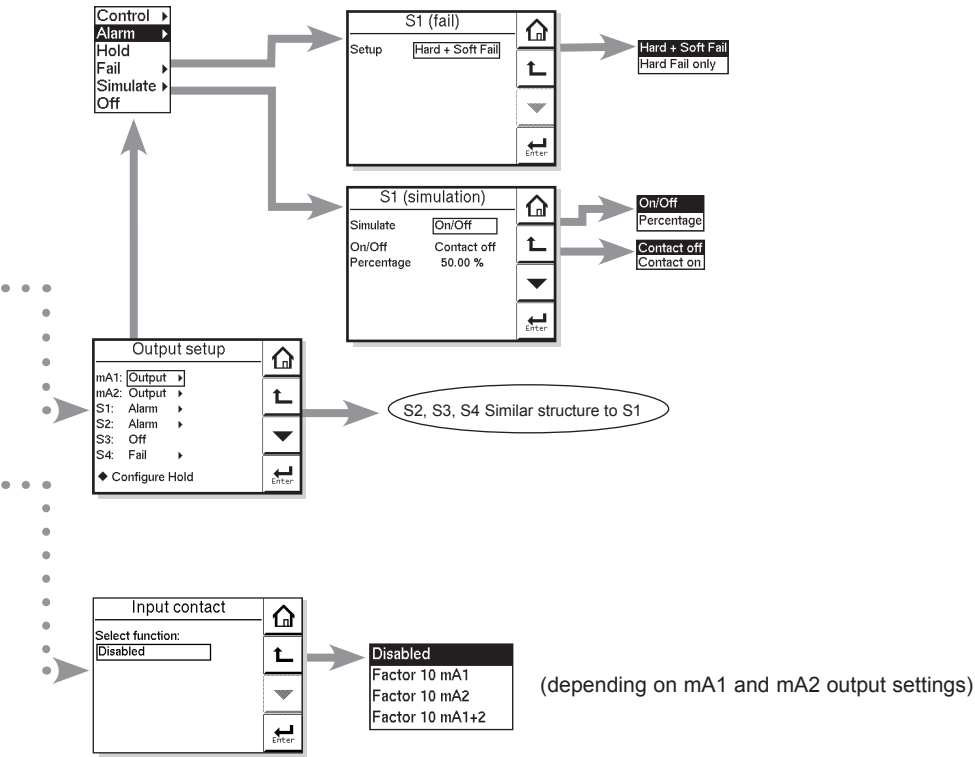 Control
Alarm
Hold
Fail
Simulate
Off
S1 (fail)
Setup Hard + Soft Fail
Enter
Hard + Soft Fail
Hard Fail only
S1 (simulation)
Simulate On/Off
On/Off Contact off
Percentage 50.00 %
Enter
On/Off
Percentage
Contact off
Contact on
Output setup
mA1: Output
mA2: Output
S1: Alarm
S2: Alarm
S3: Off
S4: Fail
◆ Configure Hold
Enter
S2, S3, S4 Similar structure to S1
Input contact
Select function:
Disabled
Enter
Disabled
Factor 10 mA1
Factor 10 mA2
Factor 10 mA1+2
(depending on mA1 and mA2 output settings)